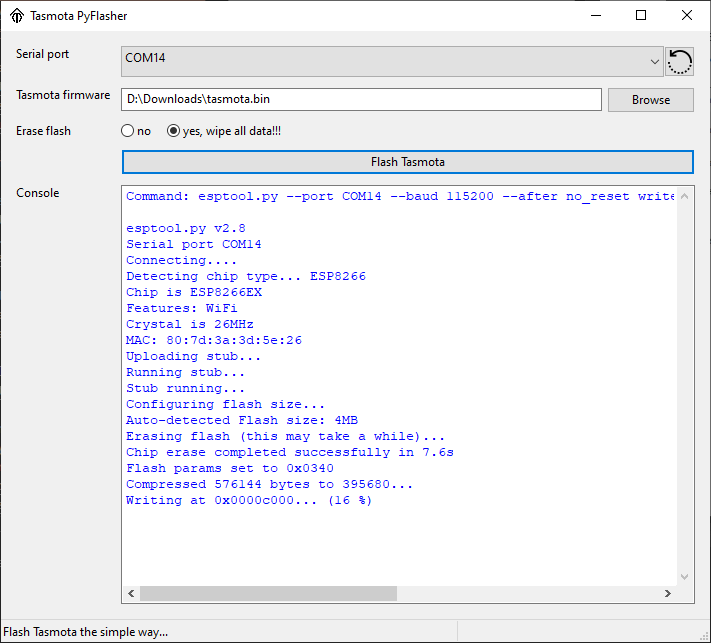 Tasmota PyFlasher
Serial port
COM14
Tasmota firmware
D:\Downloads\tasmota.bin
Browse
Erase flash
no
yes, wipe all data!!!
Flash Tasmota
Console
Command: esptool.py --port COM14 --baud 115200 --after no_reset write
esptool.py v2.8
Serial port COM14
Connecting....
Detecting chip type... ESP8266
Chip is ESP8266EX
Features: WiFi
Crystal is 26MHz
MAC: 80:7d:3a:3d:5e:26
Uploading stub...
Running stub...
Stub running...
Configuring flash size...
Auto-detected Flash size: 4MB
Erasing flash (this may take a while)...
Chip erase completed successfully in 7.6s
Flash params set to 0x0340
Compressed 576144 bytes to 395680...
Writing at 0x0000c000... (16 %)
Flash Tasmota the simple way...